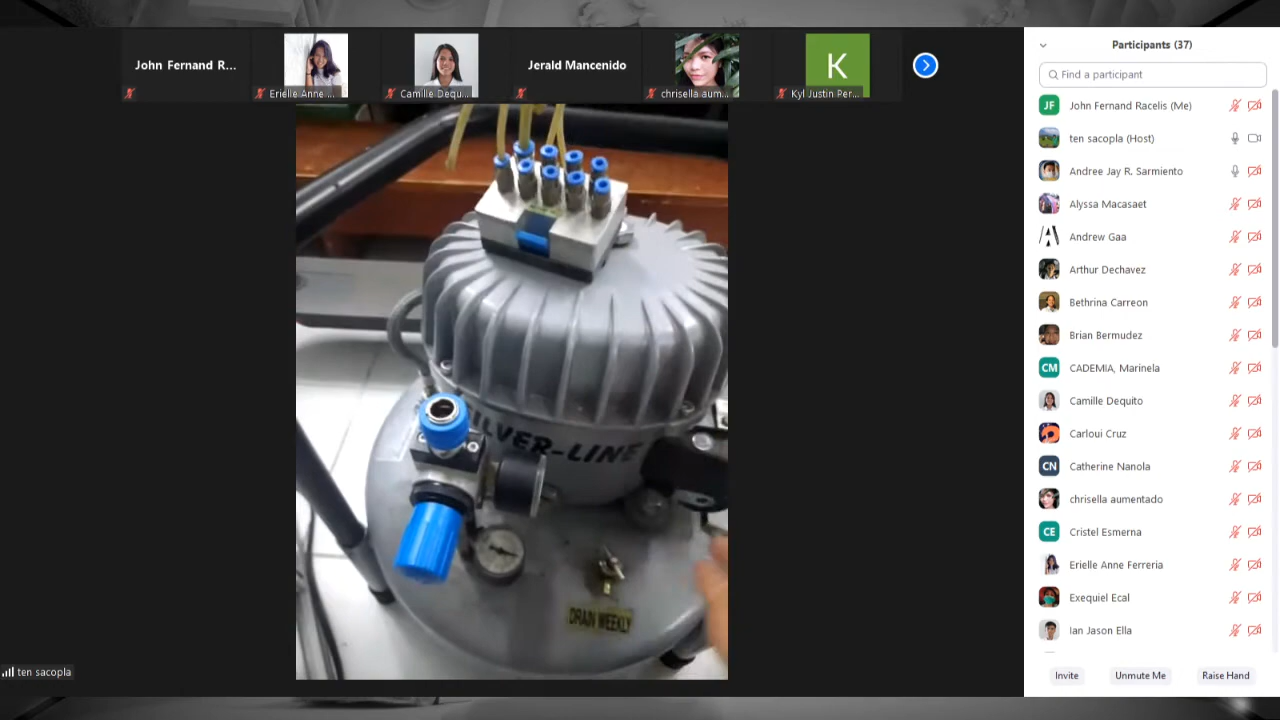 John Fernand R...
Erielle Anne ...
Camille Dequ...
Jerald Mancenido
chrisella aum...
K
Kyl Justin Per...
ILVER-LINE
DRAIN WEEKLY
ten sacopla
Participants (37)
Find a participant
JF John Fernand Racelis (Me)
ten sacopla (Host)
Andree Jay R. Sarmiento
Alyssa Macasaet
Andrew Gaa
Arthur Dechavez
Bethrina Carreon
Brian Bermudez
CM CADEMIA, Marinela
Camille Dequito
Carloui Cruz
CN Catherine Nanola
chrisella aumentado
CE Cristel Esmerna
Erielle Anne Ferreria
Exequiel Ecal
Ian Jason Ella
Invite Unmute Me Raise Hand